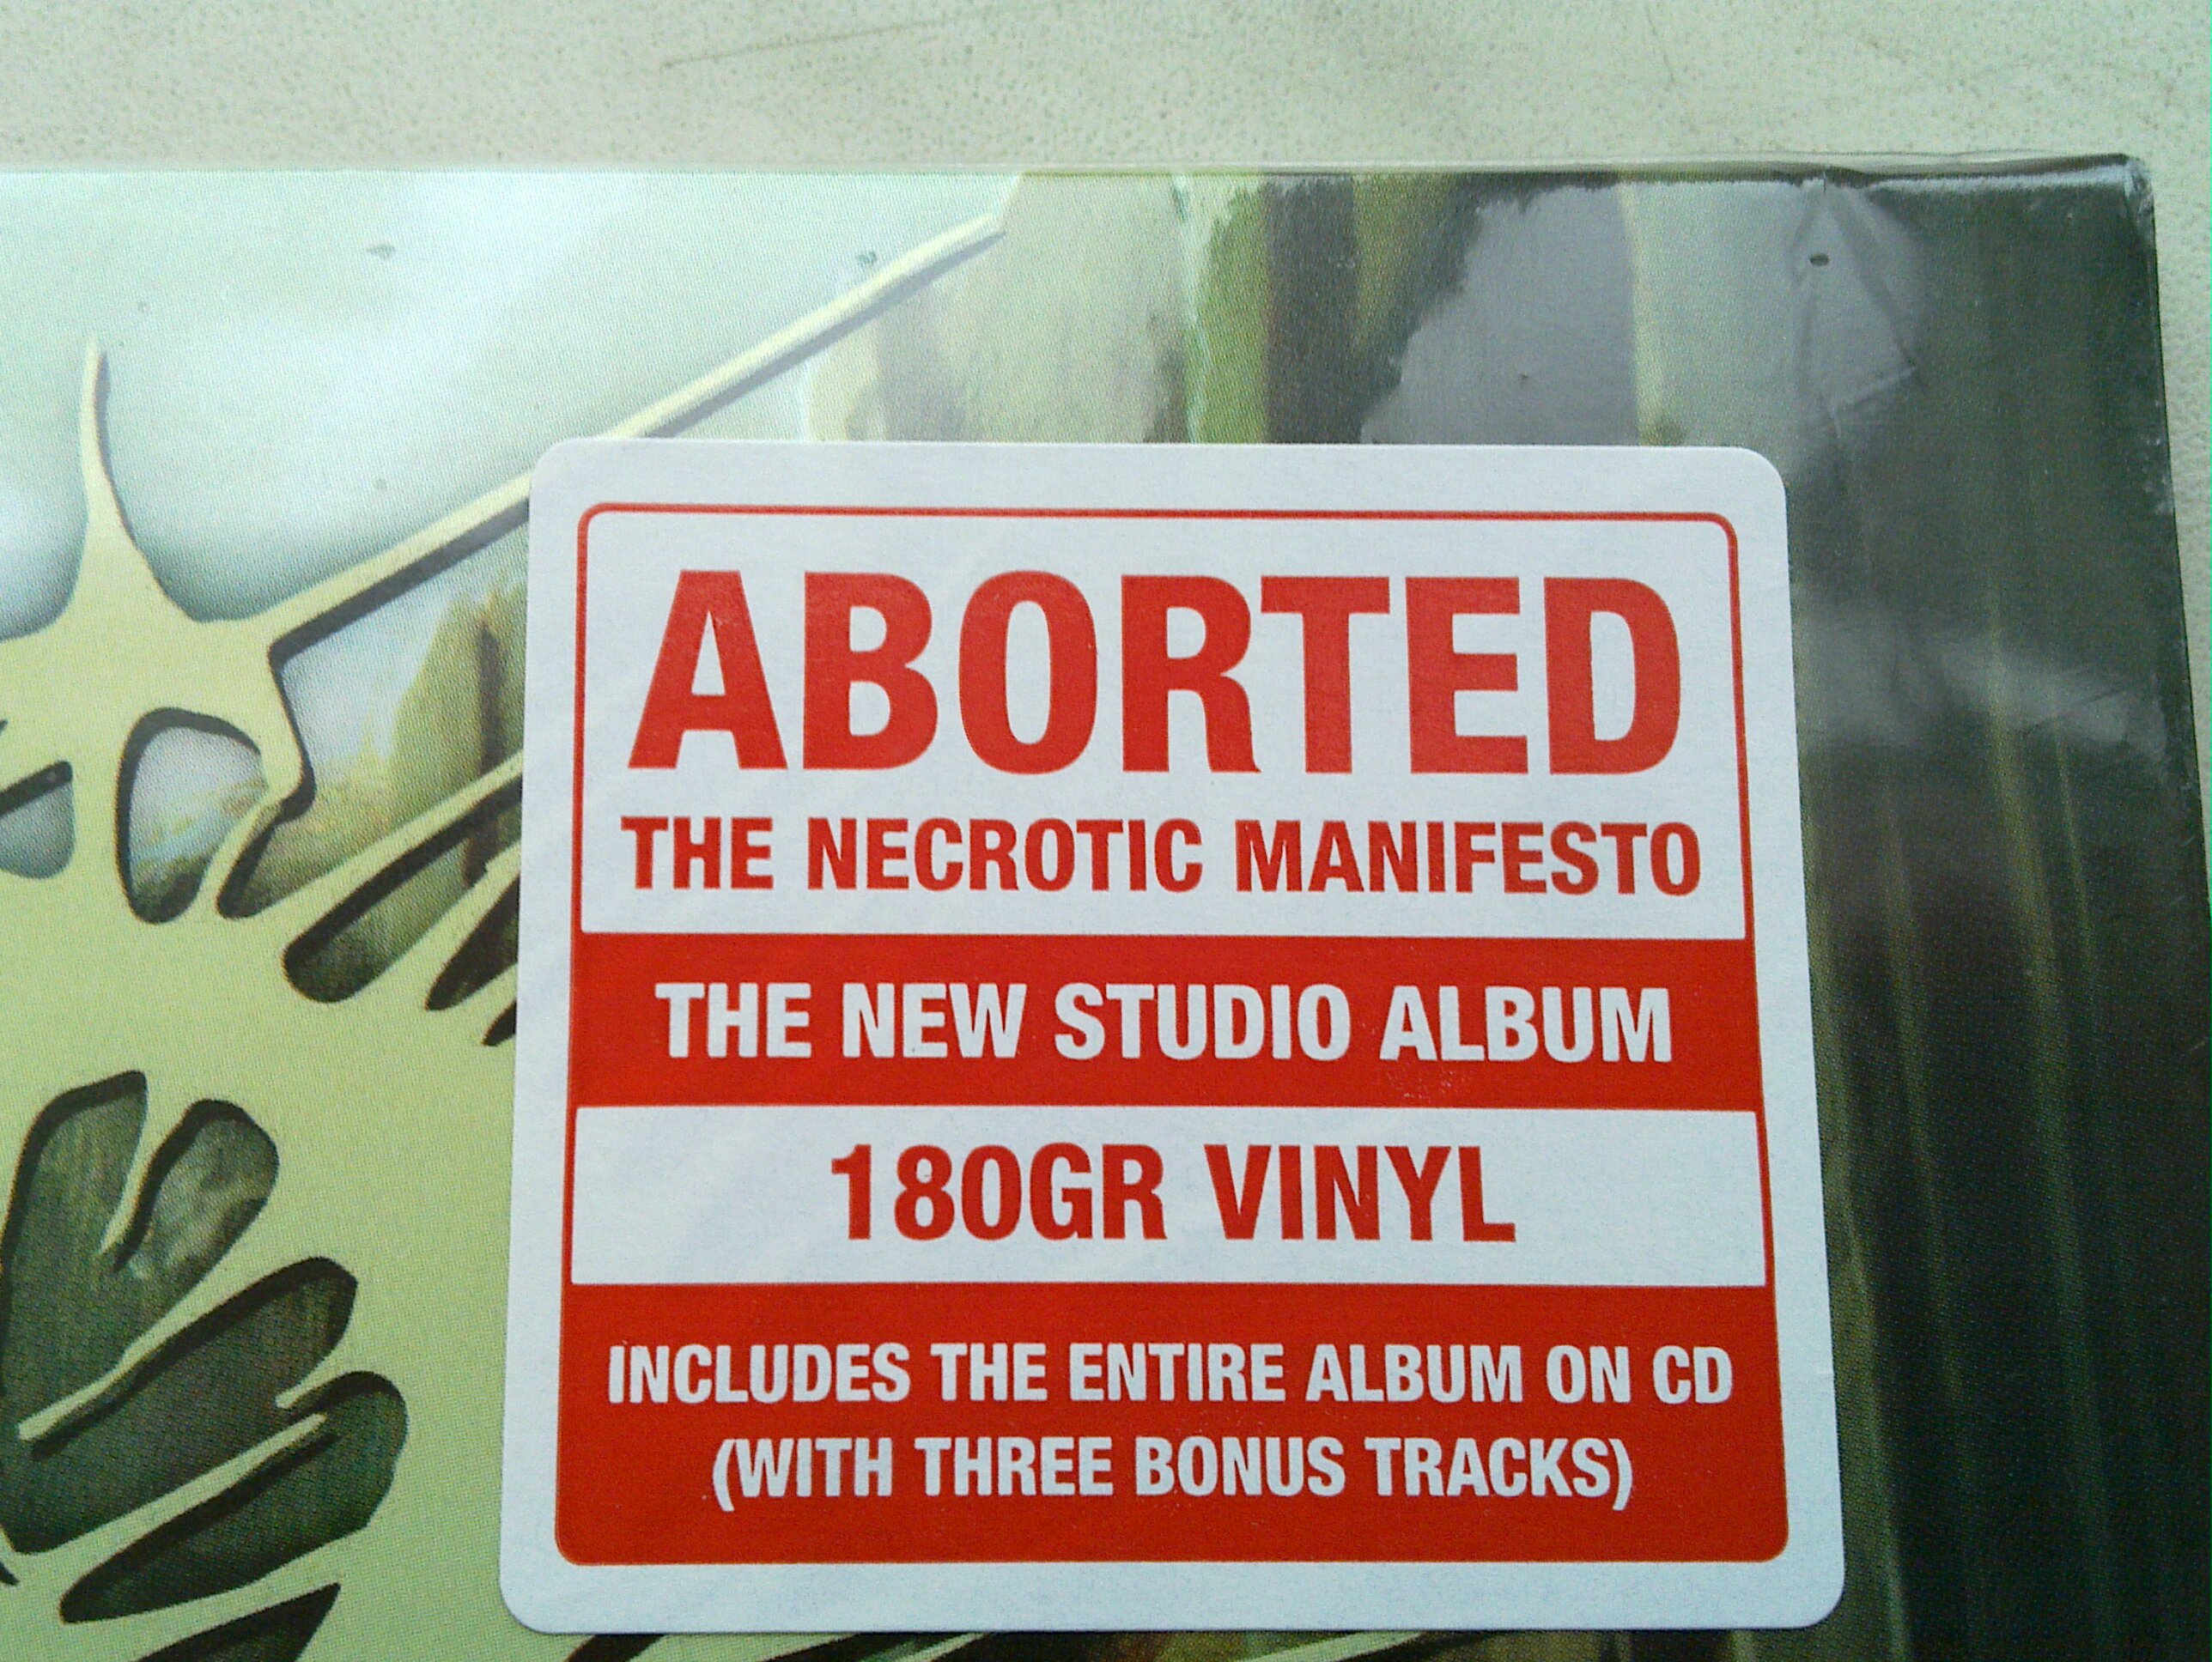 ABORTED
THE NECROTIC MANIFESTO
THE NEW STUDIO ALBUM
180GR VINYL
INCLUDES THE ENTIRE ALBUM ON CD
(WITH THREE BONUS TRACKS)